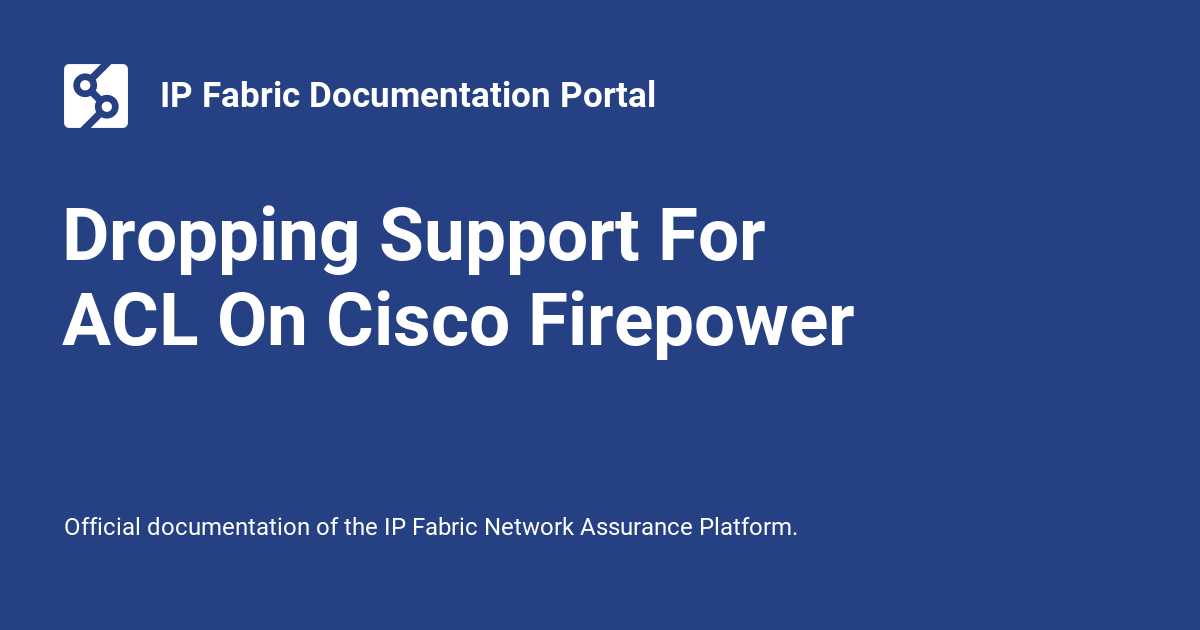 IP Fabric Documentation Portal
Dropping Support For
ACL On Cisco Firepower
Official documentation of the IP Fabric Network Assurance Platform.